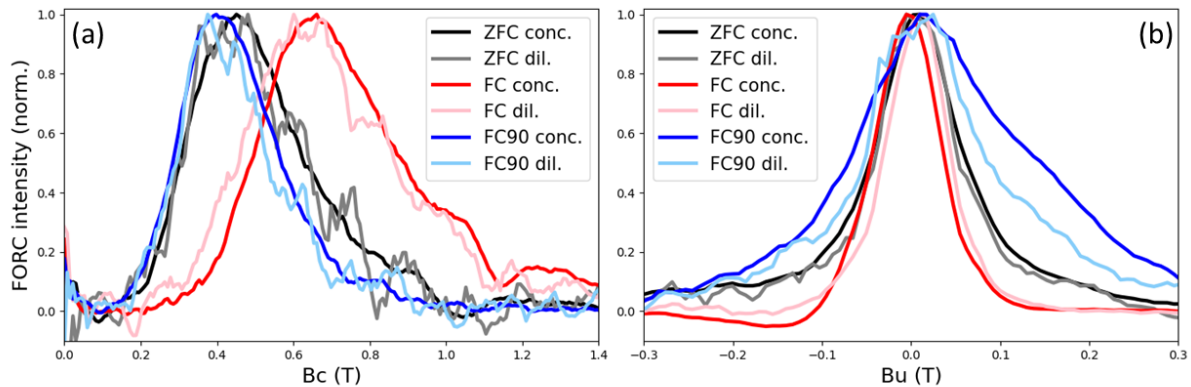 (a)
ZFC conc.
ZFC dil.
FC conc.
FC dil.
FC90 conc.
FC90 dil.
FORC intensity (norm.)
1.0
0.8
0.6
0.4
0.2
0.0
0.0 0.2 0.4 0.6 0.8 1.0 1.2 1.4
Bc (T)
(b)
ZFC conc.
ZFC dil.
FC conc.
FC dil.
FC90 conc.
FC90 dil.
1.0
0.8
0.6
0.4
0.2
0.0
−0.3 −0.2 −0.1 0.0 0.1 0.2 0.3
Bu (T)